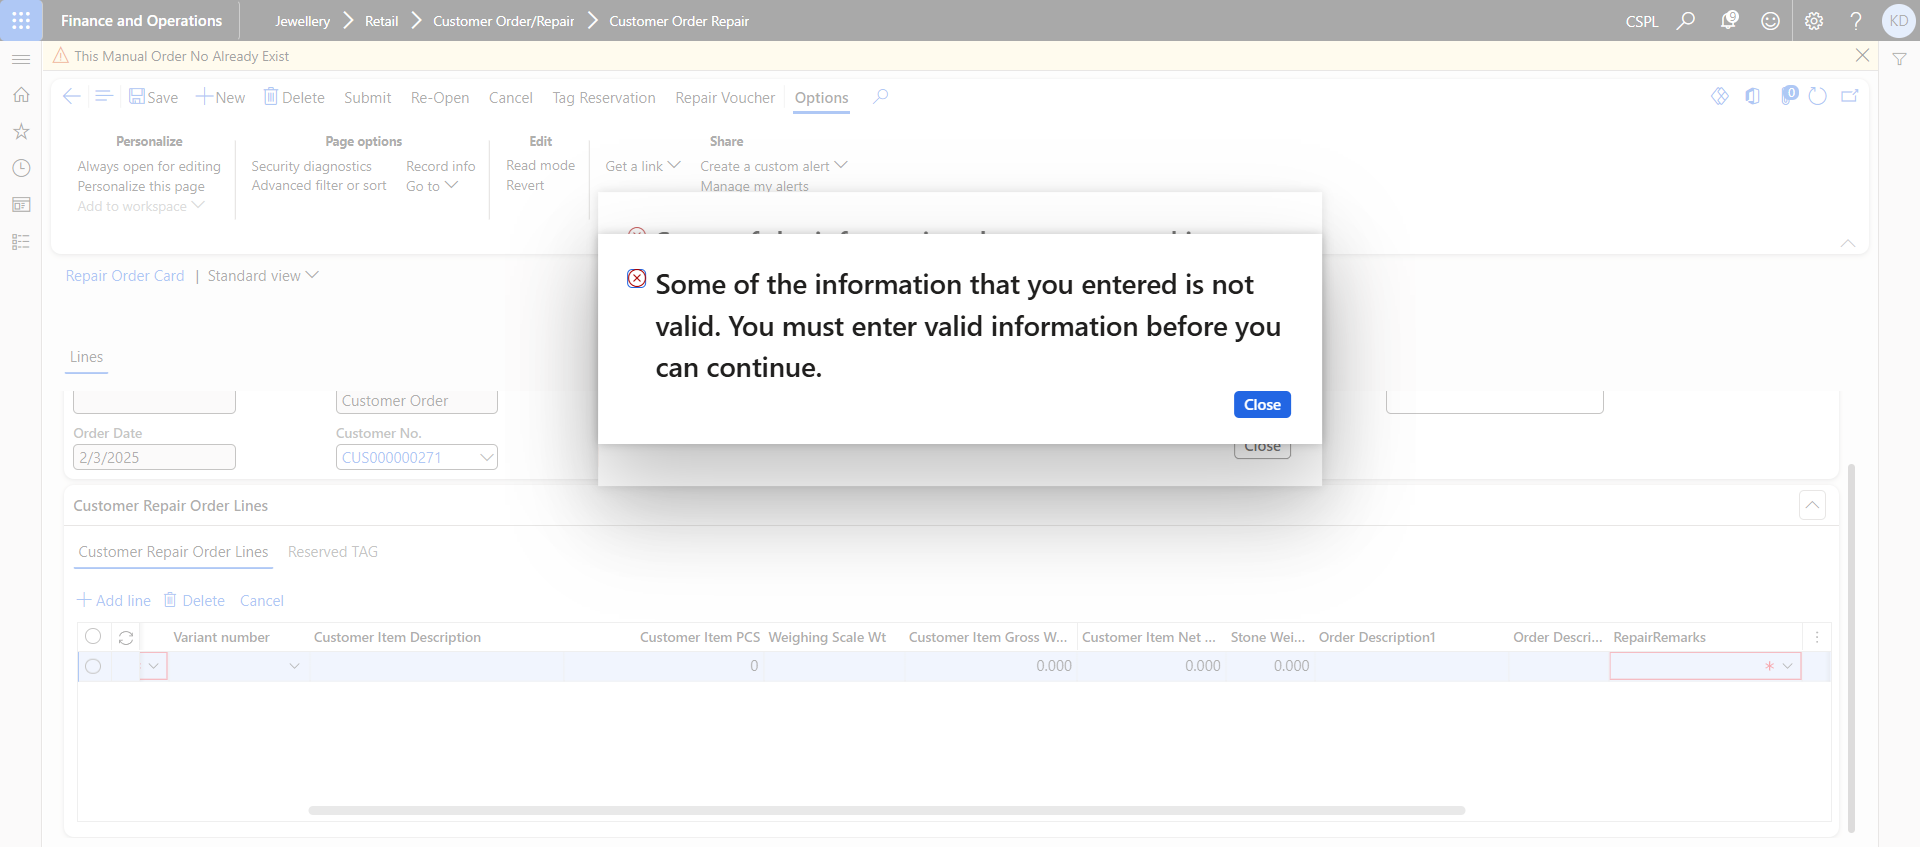 Finance and Operations
Jewellery Retail Customer Order/Repair Customer Order Repair
CSPL
9
KD
This Manual Order No Already Exist
Save New Delete Submit Re-Open Cancel Tag Reservation Repair Voucher Options
0
Personalize
Always open for editing
Personalize this page
Add to workspace
Page options
Security diagnostics Record info
Advanced filter or sort Go to
Edit
Read mode
Revert
Share
Get a link Create a custom alert
Manage my alerts
Repair Order Card | Standard view
Some of the information that you entered is not
valid. You must enter valid information before you
can continue.
Close
Close
Lines
Customer Order
Order Date Customer No.
2/3/2025 CUS000000271
Customer Repair Order Lines
Customer Repair Order Lines Reserved TAG
Add line Delete Cancel
Variant number Customer Item Description Customer Item PCS Weighing Scale Wt Customer Item Gross W... Customer Item Net ... Stone Wei... Order Description1 Order Descri... RepairRemarks
0 0.000 0.000 0.000 *